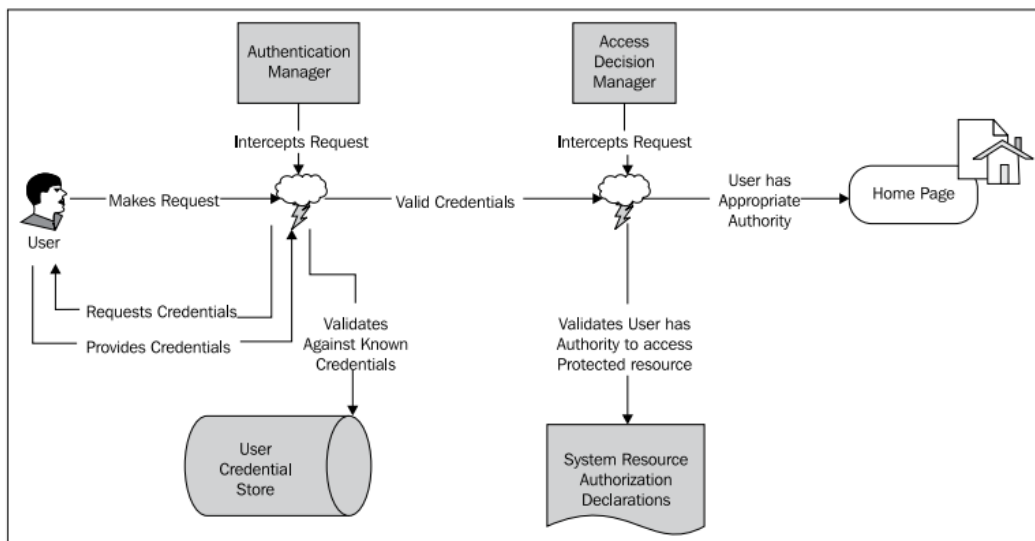 Authentication
Manager
Access
Decision
Manager
Intercepts Request
Intercepts Request
Makes Request
Valid Credentials
User has
Appropriate
Authority
Home Page
User
Requests Credentials
Provides Credentials
Validates
Against Known
Credentials
Validates User has
Authority to access
Protected resource
User
Credential
Store
System Resource
Authorization
Declarations